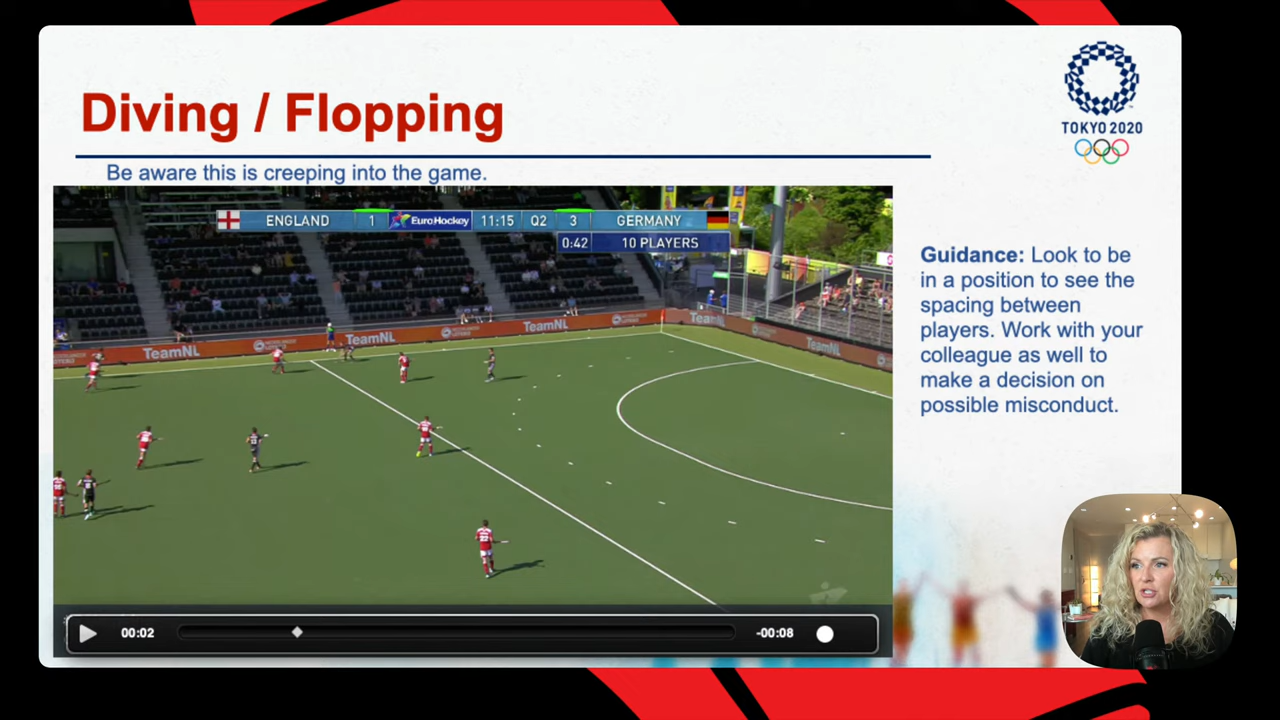 Diving / Flopping
TOKYO 2020
Be aware this is creeping into the game.
ENGLAND 1 EuroHockey 11:15 Q2 3 GERMANY
0:42 10 PLAYERS
TeamNL
TeamNL
TeamNL
TeamNL
TeamNL
Guidance: Look to be
in a position to see the
spacing between
players. Work with your
colleague as well to
make a decision on
possible misconduct.
22
00:02
-00:08